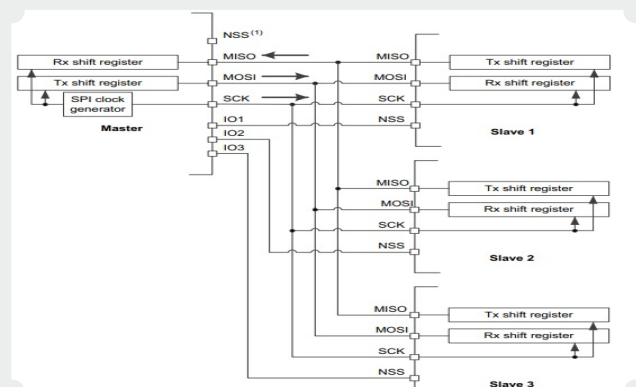 NSS (1)
MISO
MISO
Rx shift register
Tx shift register
MOSI
MOSI
Tx shift register
Rx shift register
SPI clock
generator
SCK
SCK
Master
IO1
NSS
Slave 1
IO2
IO3
MISO
Tx shift register
MOSI
Rx shift register
SCK
NSS
Slave 2
MISO
Tx shift register
MOSI
Rx shift register
SCK
NSS
Slave 3